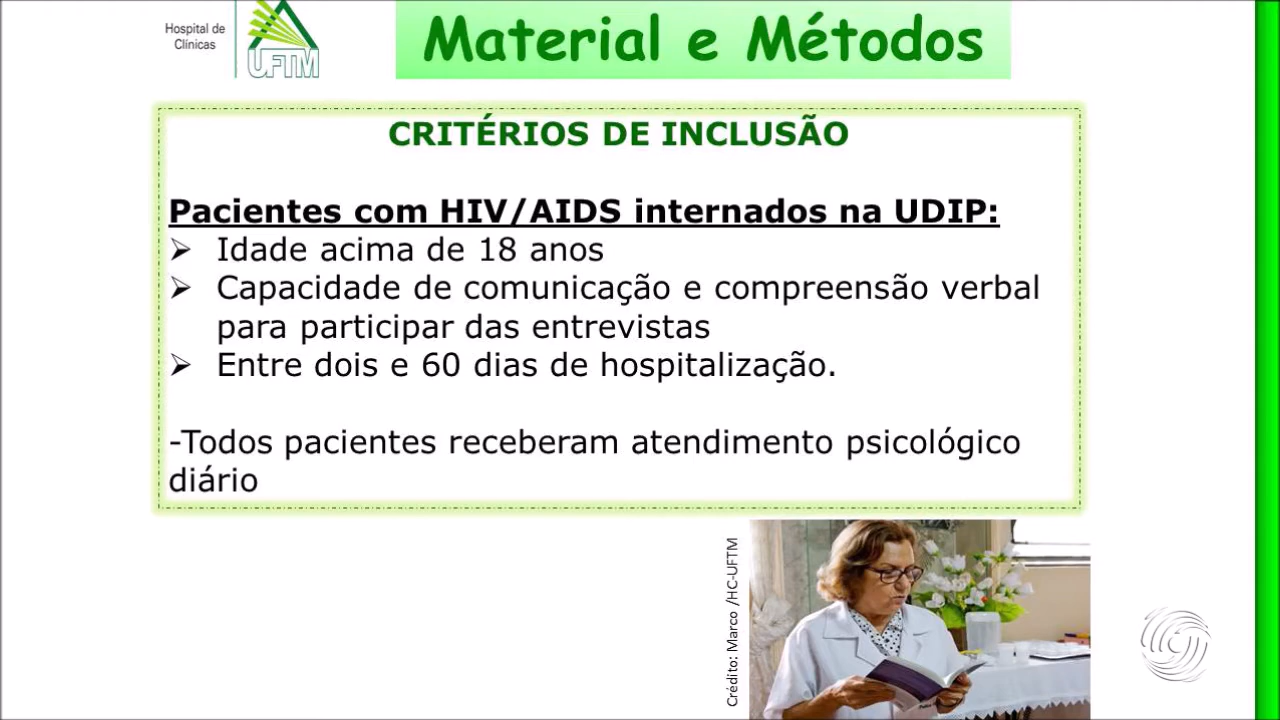 Hospital de
Clínicas
UFTM
Material e Métodos
CRITÉRIOS DE INCLUSÃO
Pacientes com HIV/AIDS internados na UDIP:
➢ Idade acima de 18 anos
➢ Capacidade de comunicação e compreensão verbal
para participar das entrevistas
➢ Entre dois e 60 dias de hospitalização.
-Todos pacientes receberam atendimento psicológico
diário
Crédito: Marco /HC-UFTM